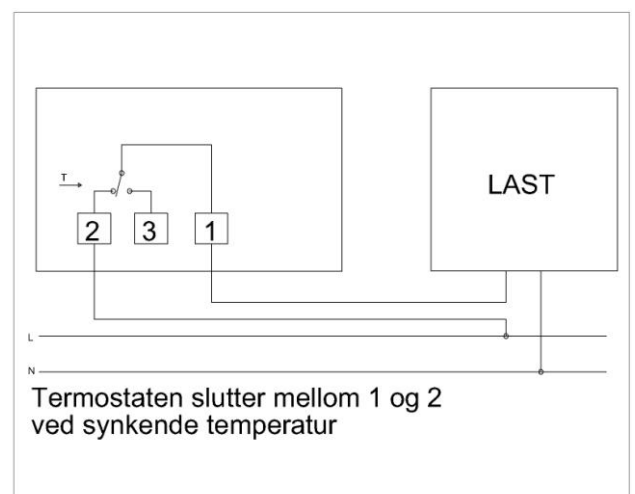 T
LAST
2 3 1
L
N
Termostaten slutter mellom 1 og 2
ved synkende temperatur